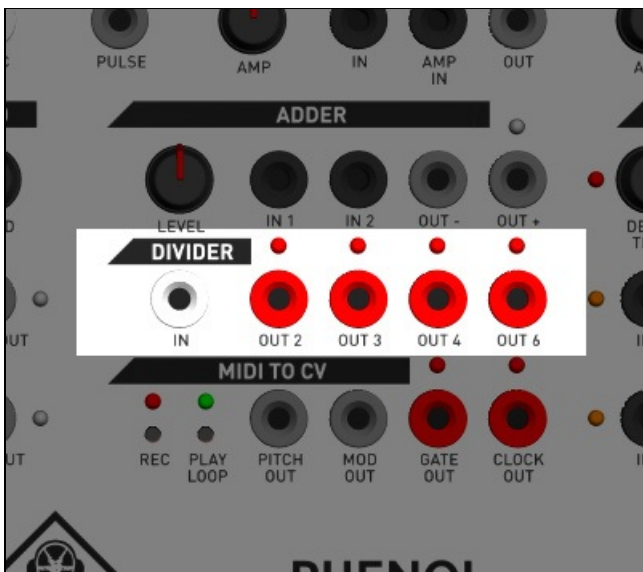 PULSE AMP IN AMP IN OUT
ADDER
LEVEL IN 1 IN 2 OUT - OUT +
DIVIDER
IN OUT 2 OUT 3 OUT 4 OUT 6
MIDI TO CV
REC PLAY LOOP PITCH OUT MOD OUT GATE OUT CLOCK OUT
PHENOL